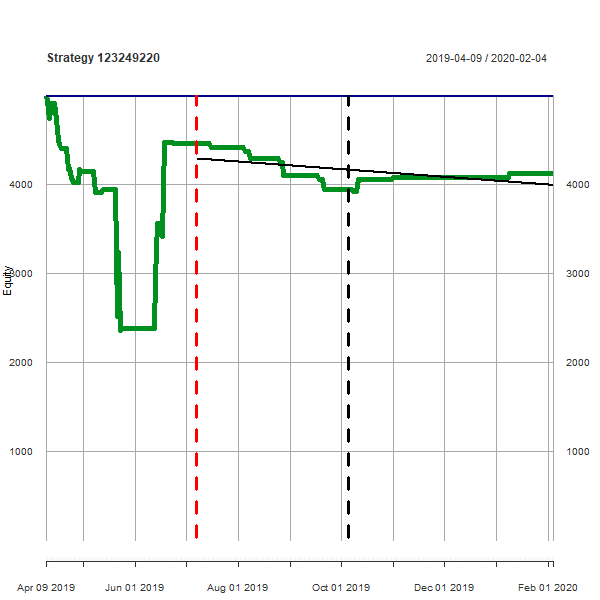 Strategy 123249220
2019-04-09 / 2020-02-04
Equity
4000
4000
3000
3000
2000
2000
1000
1000
Apr 09 2019
Jun 01 2019
Aug 01 2019
Oct 01 2019
Dec 01 2019
Feb 01 2020